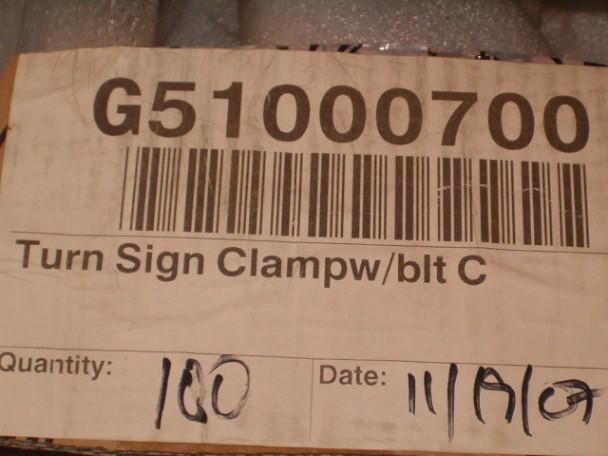 G51000700
Turn Sign Clampw/blt C
Quantity: 100 Date: